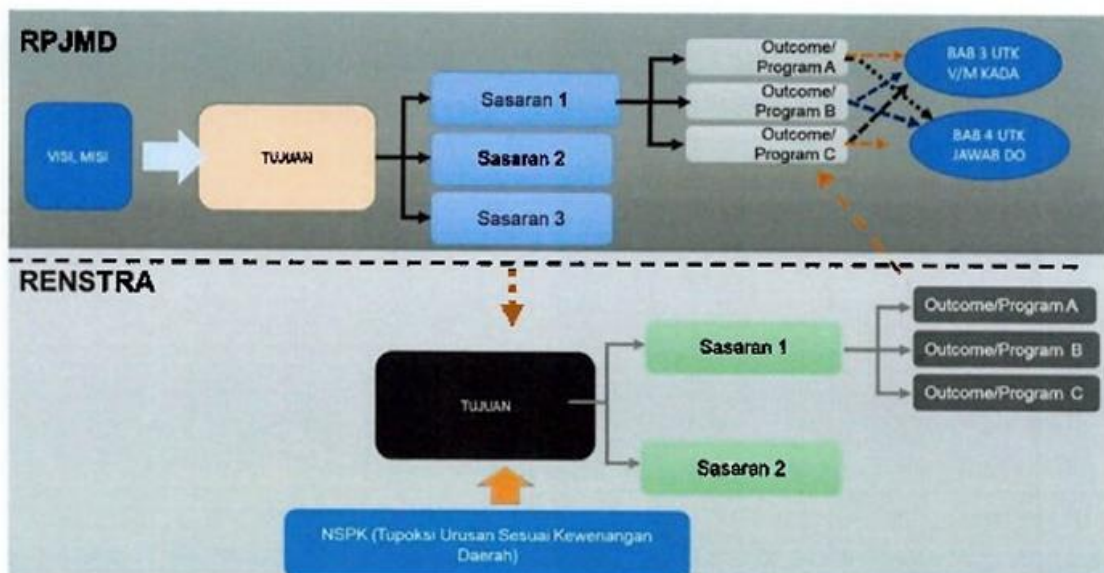 RPJMD
VISI, MISI
TUJUAN
Sasaran 1
Sasaran 2
Sasaran 3
Outcome/
Program A
Outcome/
Program B
Outcome/
Program C
BAB 3 UTK
V/M KADA
BAB 4 UTK
JAWAB DO
RENSTRA
TUJUAN
Sasaran 1
Sasaran 2
Outcome/Program A
Outcome/Program B
Outcome/Program C
NSPK (Tupoksi Urusan Sesuai Kewenangan
Daerah)